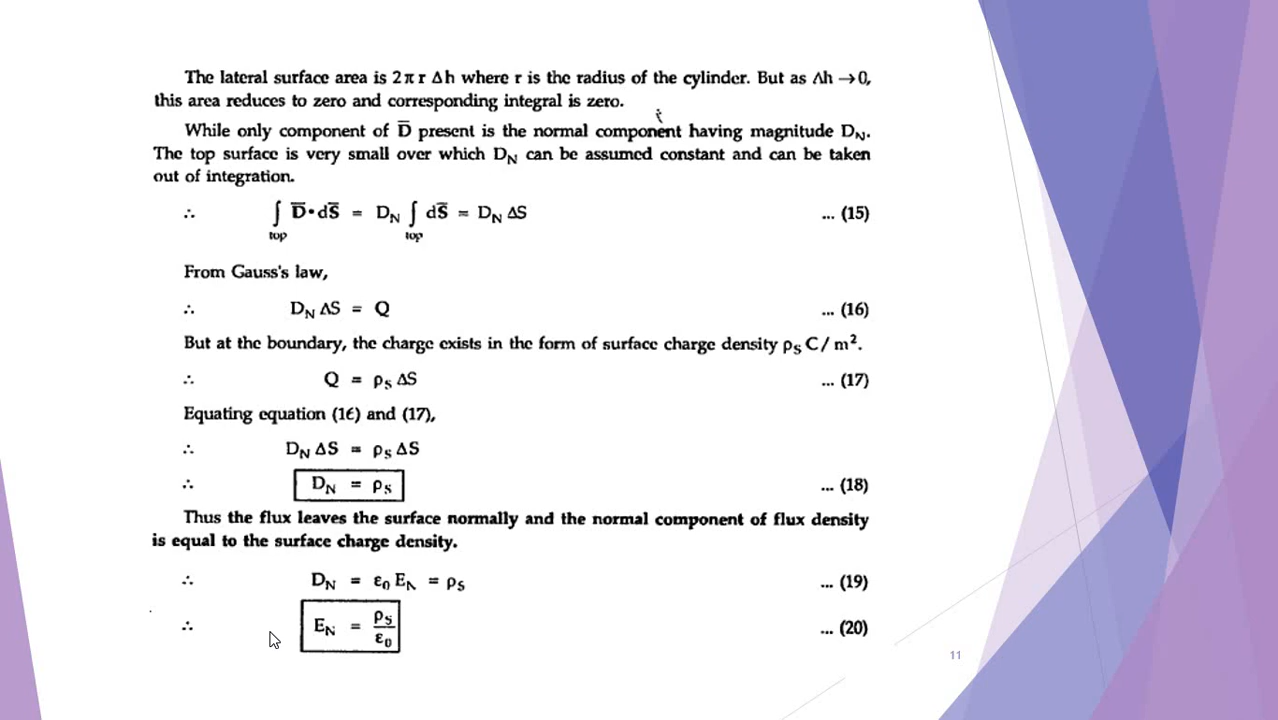 The lateral surface area is 2π r Δh where r is the radius of the cylinder. But as Δh →0,
this area reduces to zero and corresponding integral is zero.
While only component of D̅ present is the normal component having magnitude D_N.
The top surface is very small over which D_N can be assumed constant and can be taken
out of integration.
∴ ∫ D̅•dS̅ = D_N ∫ dS̅ = D_N ΔS ... (15)
top top
From Gauss's law,
∴ D_N ΔS = Q ... (16)
But at the boundary, the charge exists in the form of surface charge density ρ_S C/ m².
∴ Q = ρ_S ΔS ... (17)
Equating equation (16) and (17),
∴ D_N ΔS = ρ_S ΔS
∴ D_N = ρ_S ... (18)
Thus the flux leaves the surface normally and the normal component of flux density
is equal to the surface charge density.
∴ D_N = ε₀ E_N = ρ_S ... (19)
∴ E_N = ρ_S / ε₀ ... (20)
11